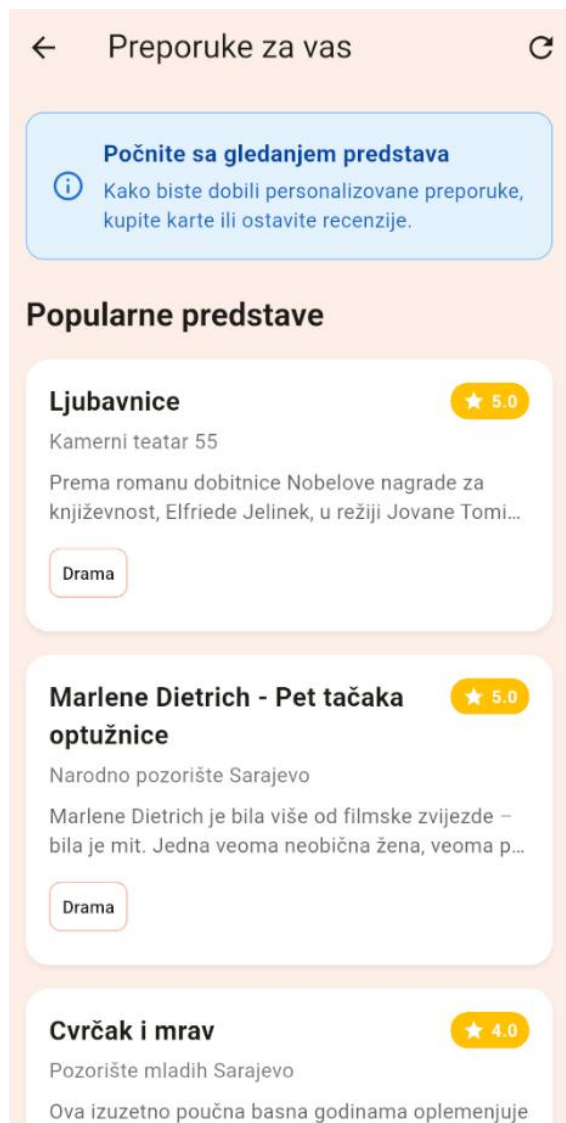 Preporuke za vas
Počnite sa gledanjem predstava
Kako biste dobili personalizovane preporuke,
kupite karte ili ostavite recenzije.
Popularne predstave
Ljubavnice
5.0
Kamerni teatar 55
Prema romanu dobitnice Nobelove nagrade za
književnost, Elfriede Jelinek, u režiji Jovane Tomi...
Drama
Marlene Dietrich - Pet tačaka
optužnice
5.0
Narodno pozorište Sarajevo
Marlene Dietrich je bila više od filmske zvijezde –
bila je mit. Jedna veoma neobična žena, veoma p...
Drama
Cvrčak i mrav
4.0
Pozorište mladih Sarajevo
Ova izuzetno poučna basna godinama oplemenjuje